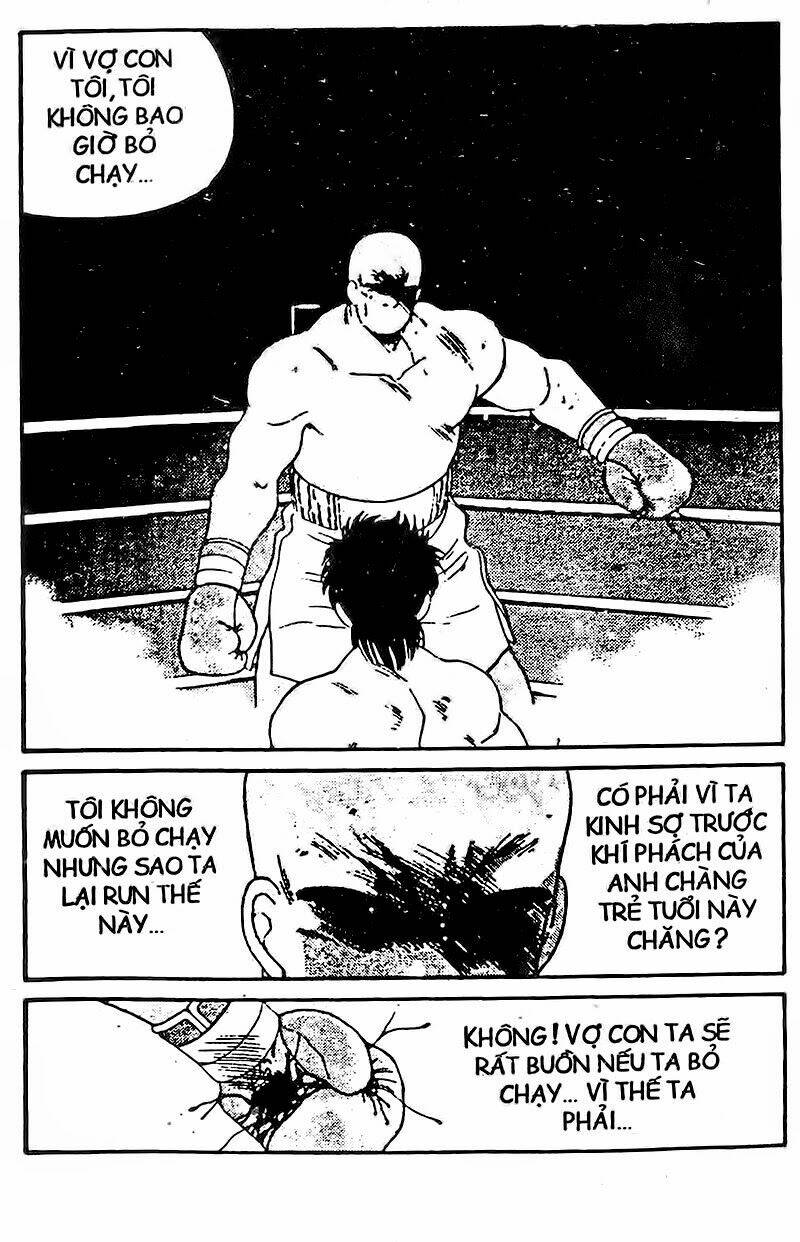 VÌ VỢ CON
TÔI, TÔI
KHÔNG BAO
GIỜ BỎ
CHẠY...
TÔI KHÔNG
MUỐN BỎ CHẠY
NHƯNG SAO TA
LẠI RUN THẾ
NÀY...
CÓ PHẢI VÌ TA
KINH SỢ TRƯỚC
KHÍ PHÁCH CỦA
ANH CHÀNG
TRẺ TUỔI NÀY
CHĂNG?
KHÔNG! VỢ CON TA SẼ
RẤT BUỒN NẾU TA BỎ
CHẠY... VÌ THẾ TA
PHẢI...